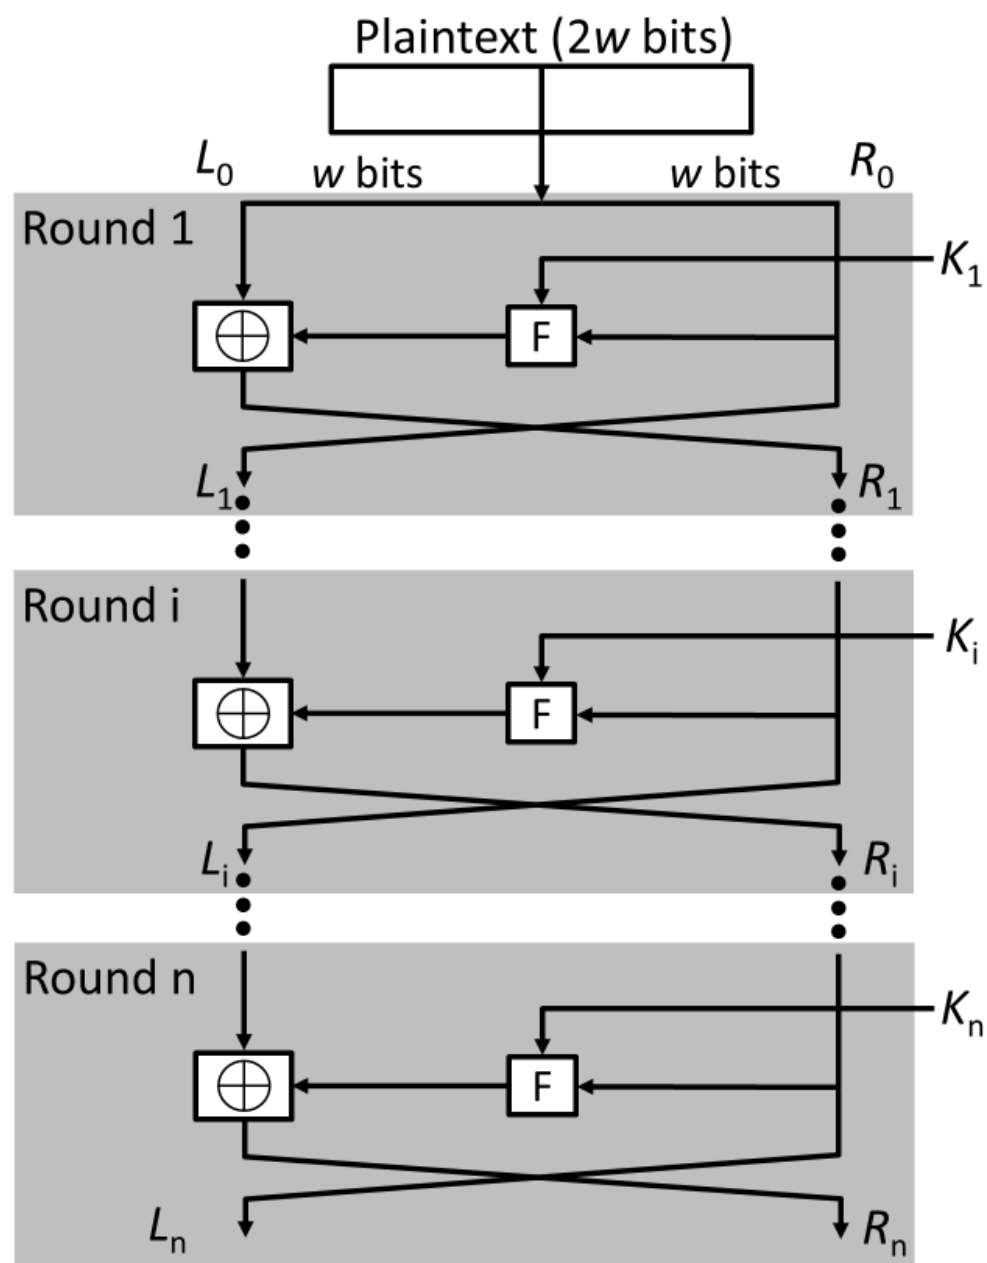 Plaintext (2w bits)
L0 w bits w bits R0
Round 1
K1
F
L1 R1
Round i
Ki
F
Li Ri
Round n
Kn
F
Ln Rn